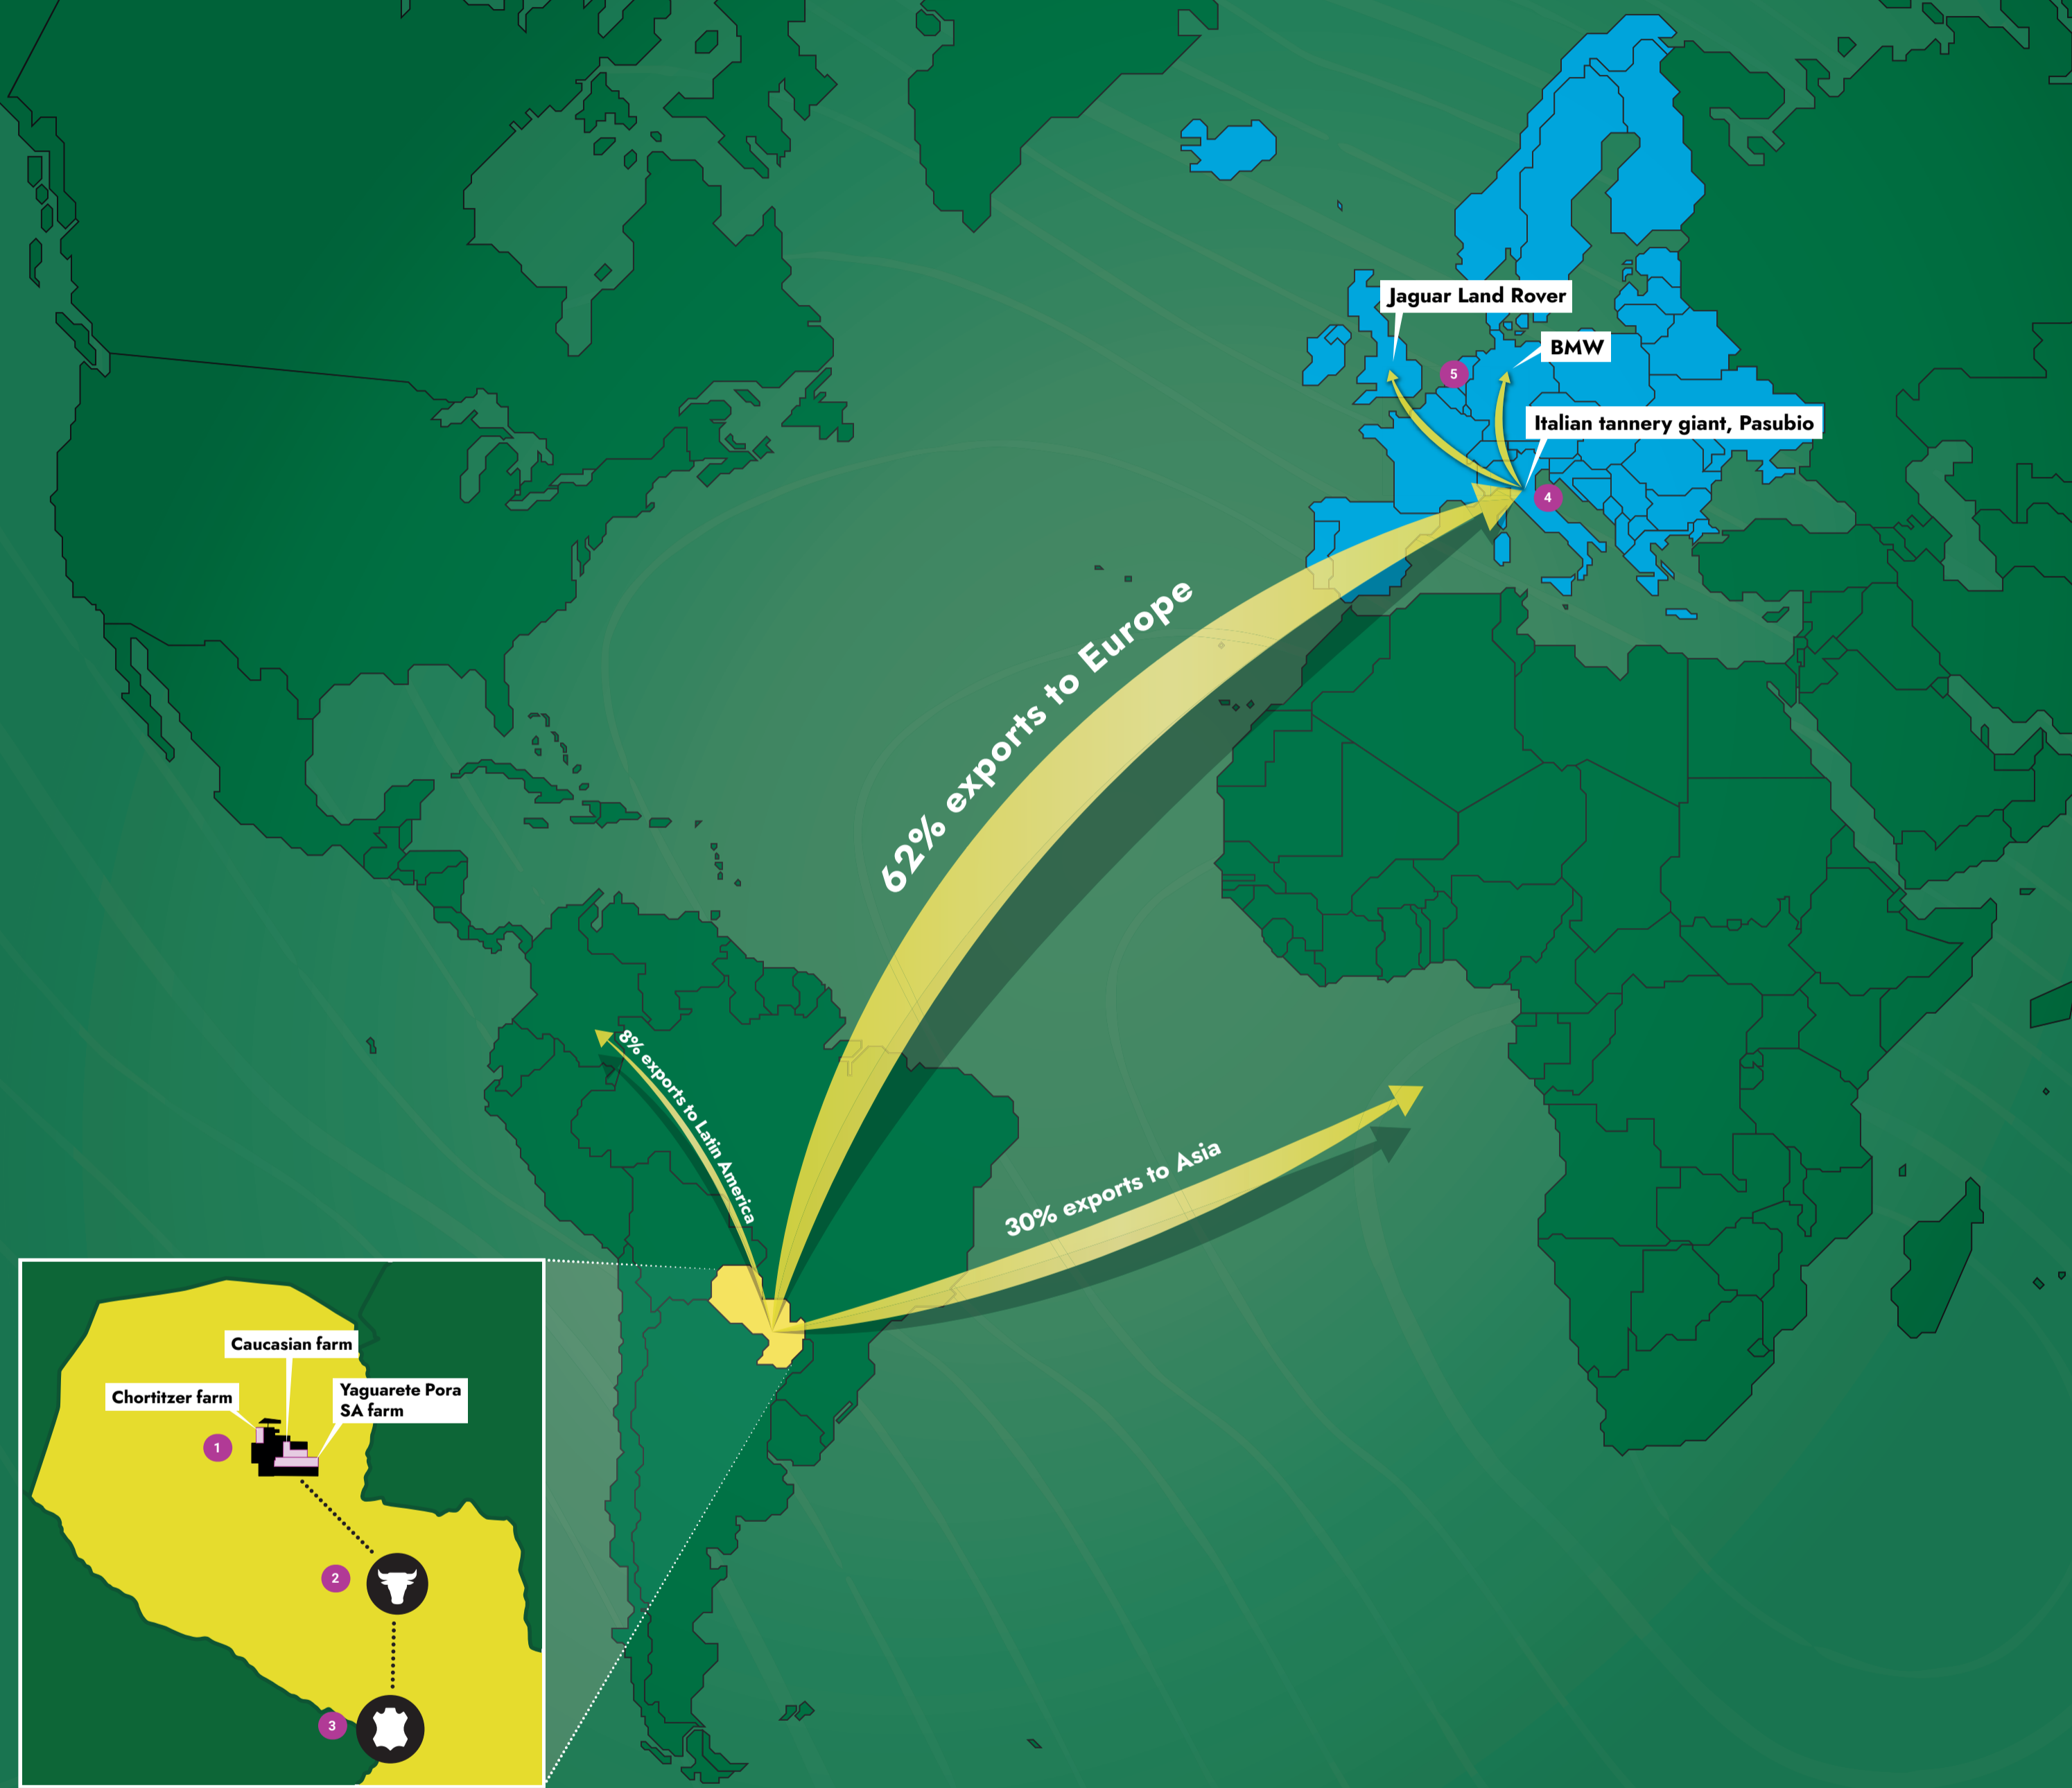 Jaguar Land Rover
BMW
5
Italian tannery giant, Pasubio
4
62% exports to Europe
8% exports to Latin America
30% exports to Asia
Caucasian farm
Chortitzer farm
Yaguarete Pora
SA farm
1
2
3